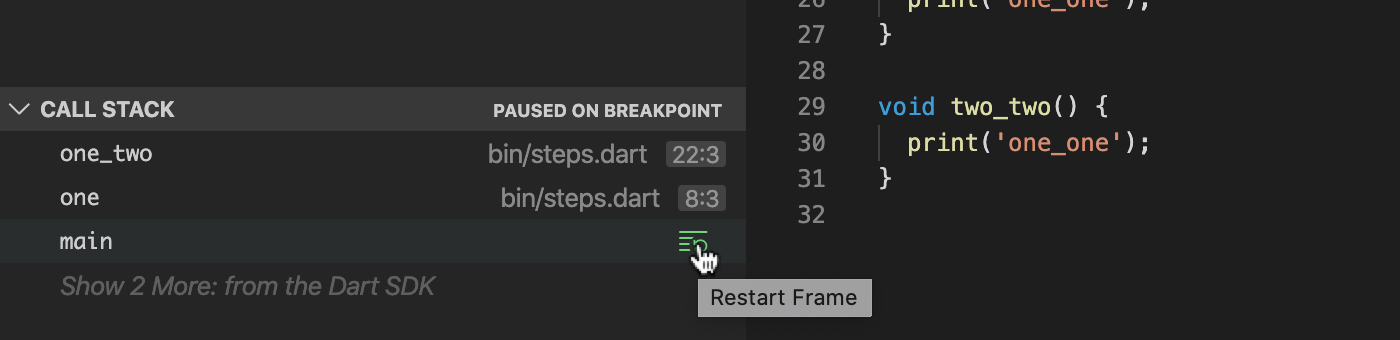 CALL STACK PAUSED ON BREAKPOINT
one_two bin/steps.dart 22:3
one bin/steps.dart 8:3
main
Show 2 More: from the Dart SDK
Restart Frame
26 print('one_one');
27 }
28
29 void two_two() {
30 print('one_one');
31 }
32